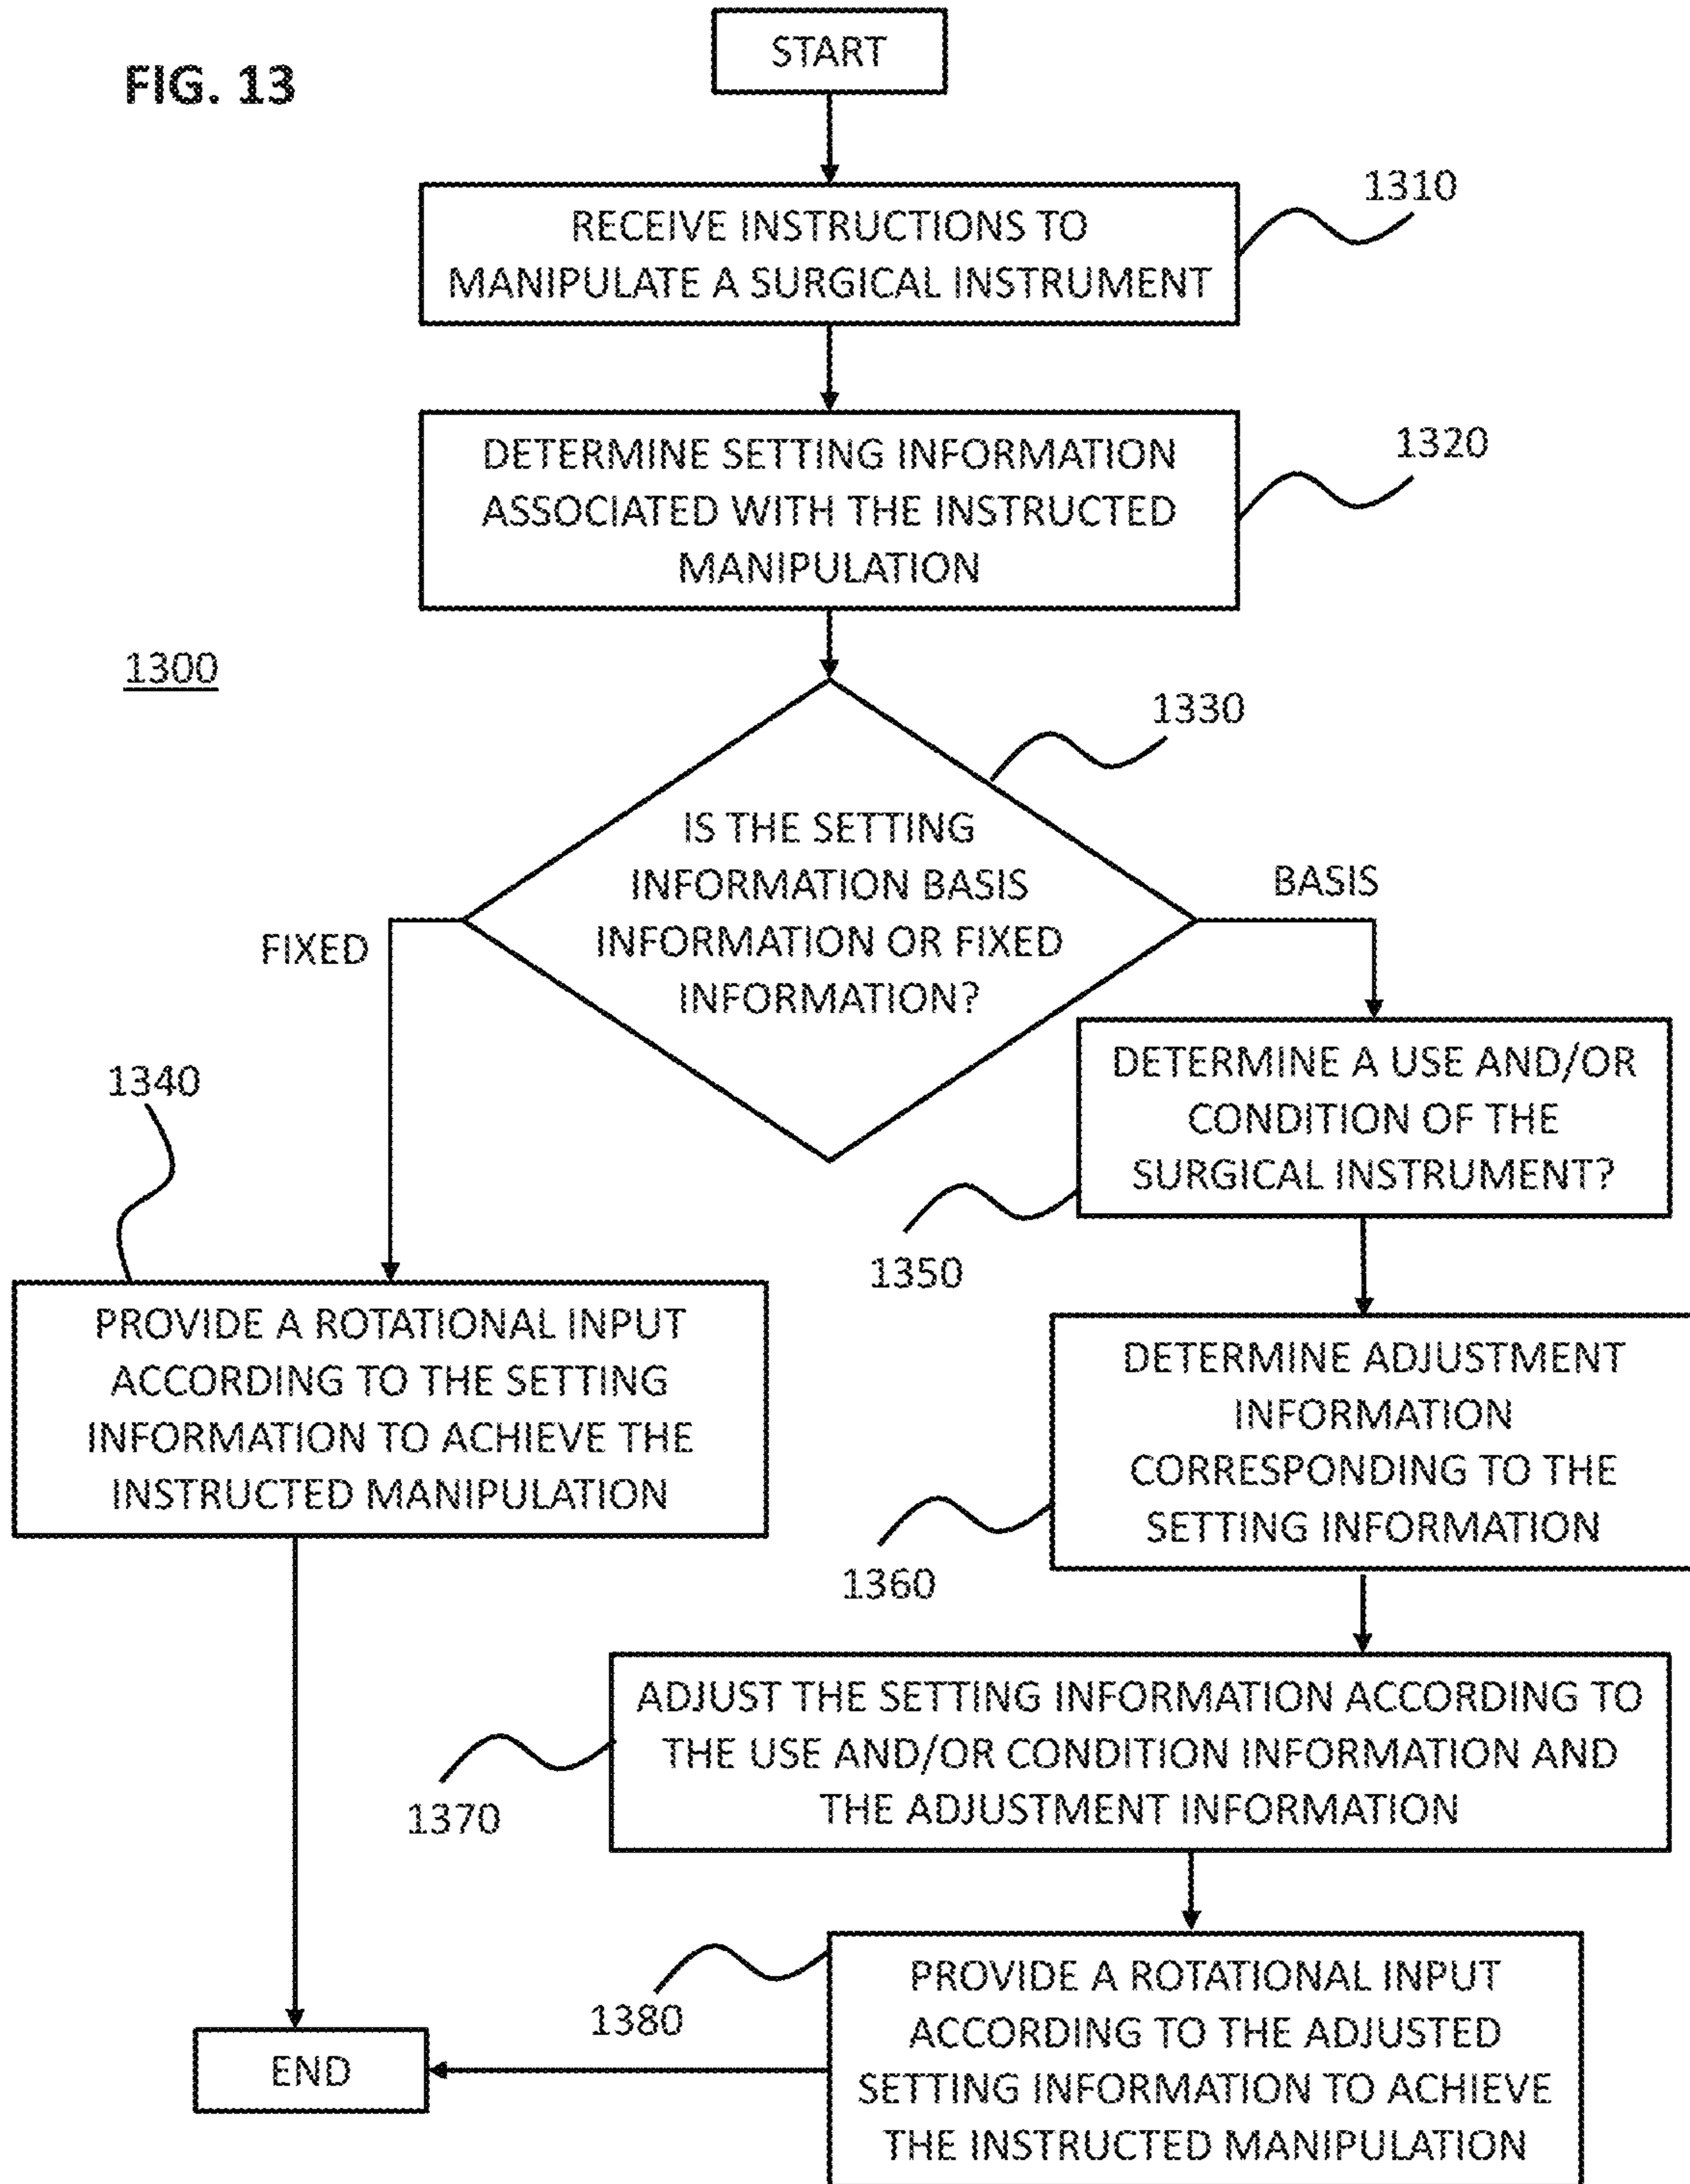 FIG. 13
START
1310
RECEIVE INSTRUCTIONS TO
MANIPULATE A SURGICAL INSTRUMENT
1320
DETERMINE SETTING INFORMATION
ASSOCIATED WITH THE INSTRUCTED
MANIPULATION
1300
1330
IS THE SETTING
INFORMATION BASIS
INFORMATION OR FIXED
INFORMATION?
FIXED
BASIS
1340
PROVIDE A ROTATIONAL INPUT
ACCORDING TO THE SETTING
INFORMATION TO ACHIEVE THE
INSTRUCTED MANIPULATION
DETERMINE A USE AND/OR
CONDITION OF THE
SURGICAL INSTRUMENT?
1350
DETERMINE ADJUSTMENT
INFORMATION
CORRESPONDING TO THE
SETTING INFORMATION
1360
ADJUST THE SETTING INFORMATION ACCORDING TO
THE USE AND/OR CONDITION INFORMATION AND
THE ADJUSTMENT INFORMATION
1370
PROVIDE A ROTATIONAL INPUT
ACCORDING TO THE ADJUSTED
SETTING INFORMATION TO ACHIEVE
THE INSTRUCTED MANIPULATION
1380
END